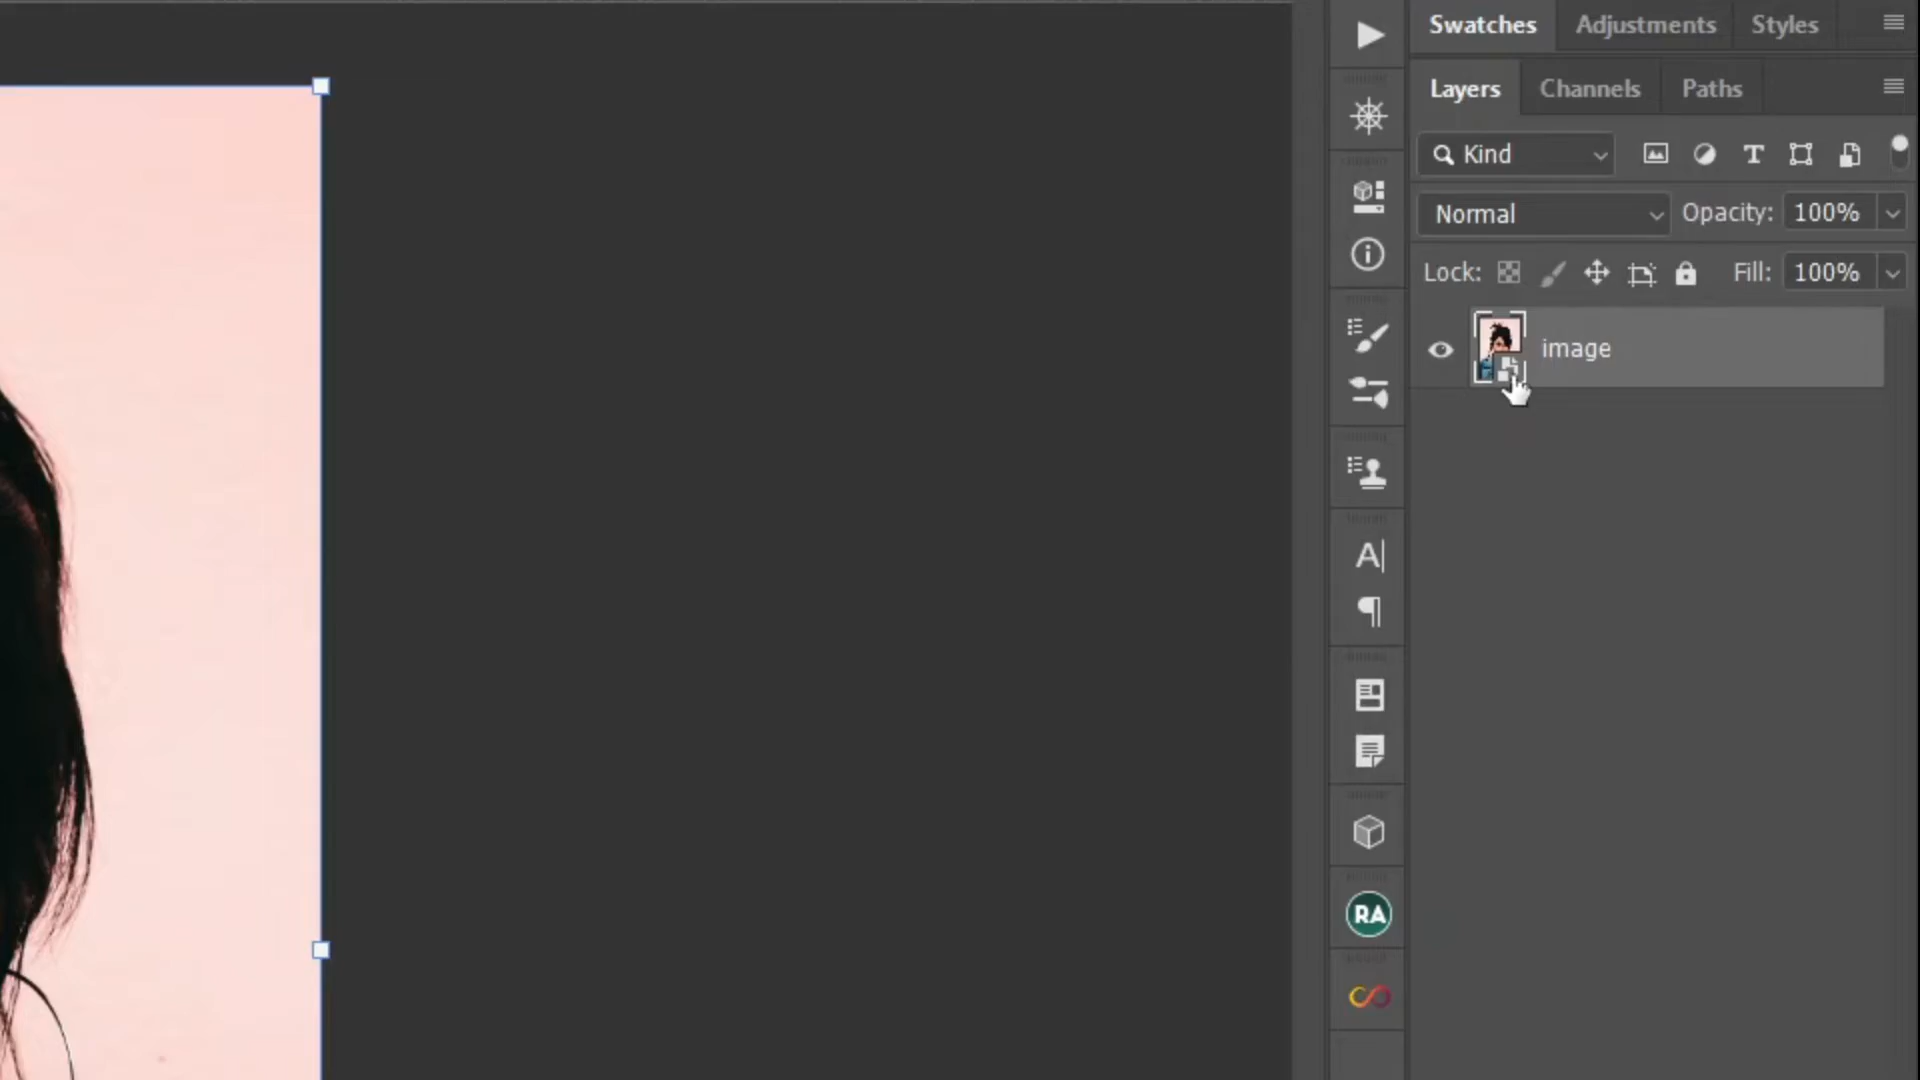 Swatches Adjustments Styles
Layers Channels Paths
Kind
Normal Opacity: 100%
Lock: Fill: 100%
image
A
RA